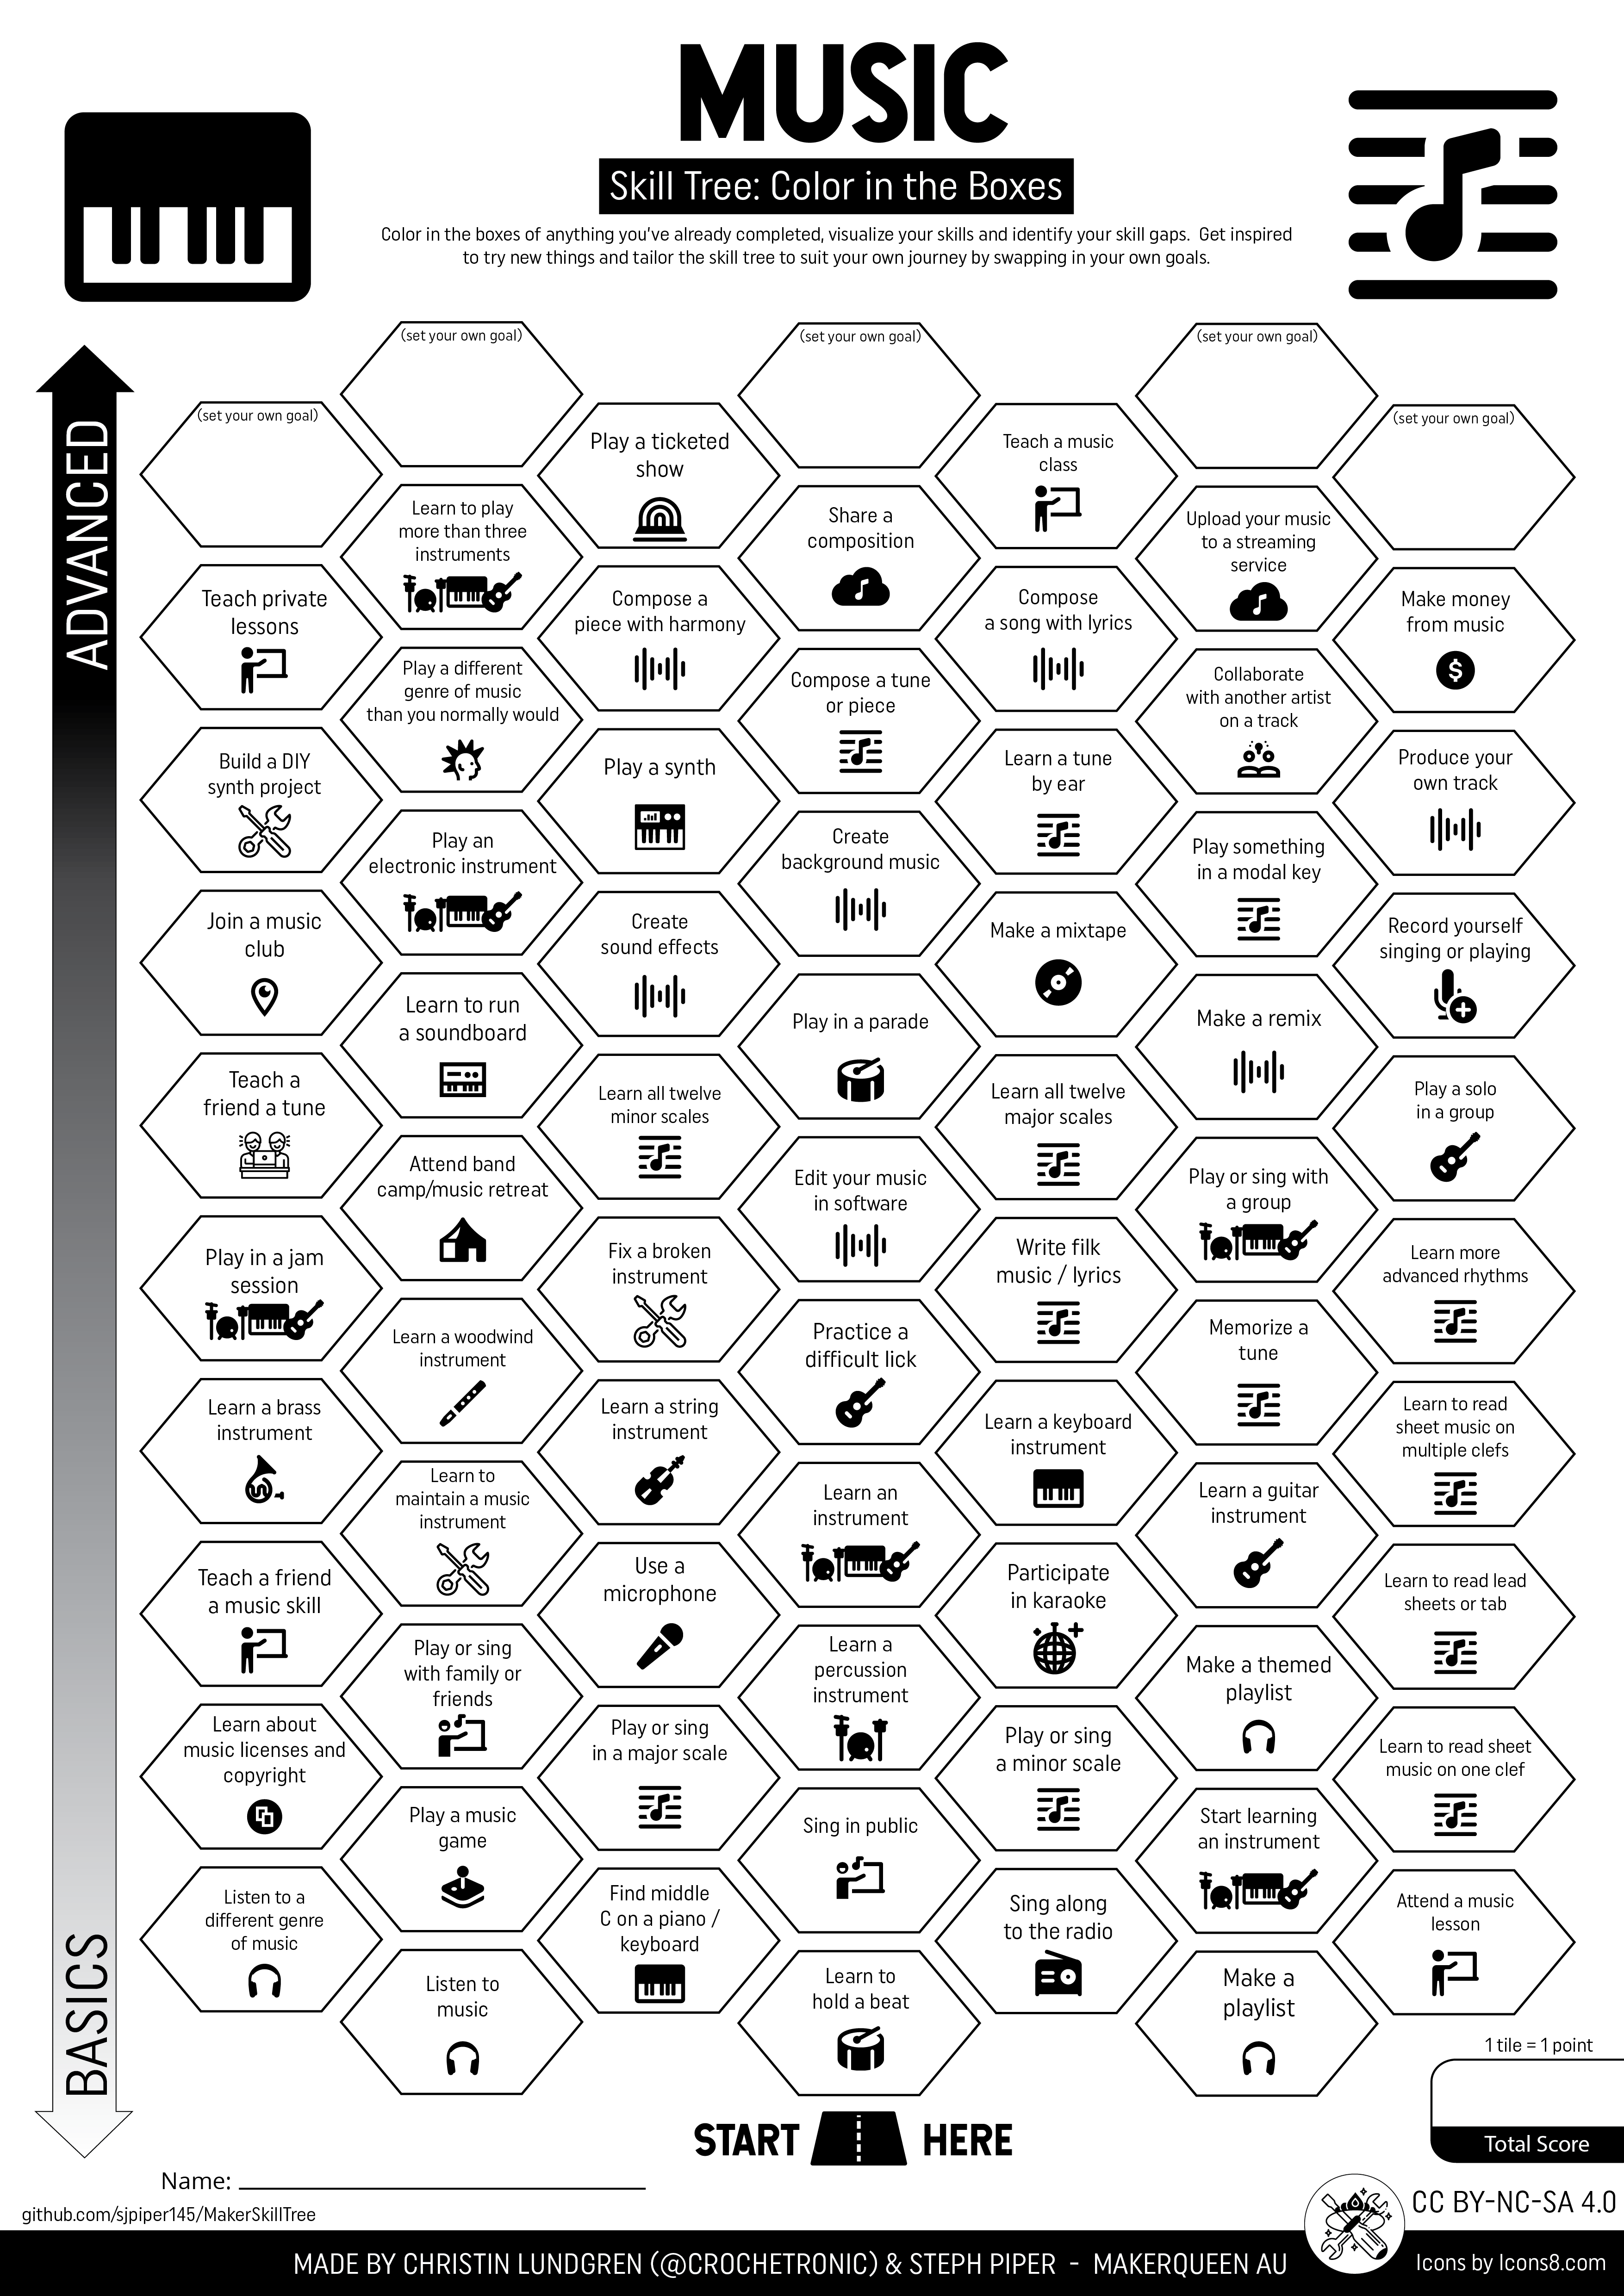 MUSIC
Skill Tree: Color in the Boxes
Color in the boxes of anything you've already completed, visualize your skills and identify your skill gaps. Get inspired
to try new things and tailor the skill tree to suit your own journey by swapping in your own goals.
ADVANCED
BASICS
(set your own goal)
(set your own goal)
(set your own goal)
(set your own goal)
(set your own goal)
Play a ticketed
show
Teach a music
class
Learn to play
more than three
instruments
Share a
composition
Upload your music
to a streaming
service
Teach private
lessons
Compose a
piece with harmony
Compose
a song with lyrics
Make money
from music
Play a different
genre of music
than you normally would
Compose a tune
or piece
Collaborate
with another artist
on a track
Build a DIY
synth project
Play a synth
Learn a tune
by ear
Produce your
own track
Play an
electronic instrument
Create
background music
Play something
in a modal key
Join a music
club
Create
sound effects
Make a mixtape
Record yourself
singing or playing
Learn to run
a soundboard
Play in a parade
Make a remix
Teach a
friend a tune
Learn all twelve
minor scales
Learn all twelve
major scales
Play a solo
in a group
Attend band
camp/music retreat
Edit your music
in software
Play or sing with
a group
Play in a jam
session
Fix a broken
instrument
Write filk
music / lyrics
Learn more
advanced rhythms
Learn a woodwind
instrument
Practice a
difficult lick
Memorize a
tune
Learn a brass
instrument
Learn a string
instrument
Learn a keyboard
instrument
Learn to read
sheet music on
multiple clefs
Learn to
maintain a music
instrument
Learn an
instrument
Learn a guitar
instrument
Teach a friend
a music skill
Use a
microphone
Participate
in karaoke
Learn to read lead
sheets or tab
Play or sing
with family or
friends
Learn a
percussion
instrument
Make a themed
playlist
Learn about
music licenses and
copyright
Play or sing
in a major scale
Play or sing
a minor scale
Learn to read sheet
music on one clef
Play a music
game
Sing in public
Start learning
an instrument
Listen to a
different genre
of music
Find middle
C on a piano /
keyboard
Sing along
to the radio
Attend a music
lesson
Listen to
music
Learn to
hold a beat
Make a
playlist
1 tile = 1 point
Total Score
START HERE
Name:
github.com/sjpiper145/MakerSkillTree
CC BY-NC-SA 4.0
MADE BY CHRISTIN LUNDGREN (@CROCHETRONIC) & STEPH PIPER - MAKERQUEEN AU
Icons by Icons8.com